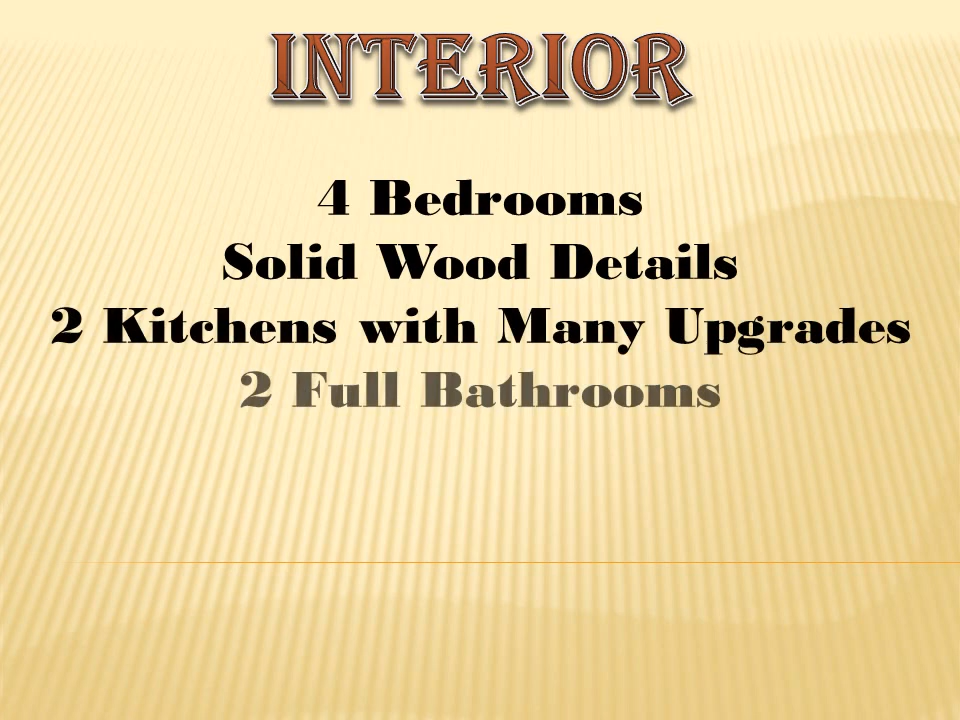 INTERIOR
4 Bedrooms
Solid Wood Details
2 Kitchens with Many Upgrades
2 Full Bathrooms